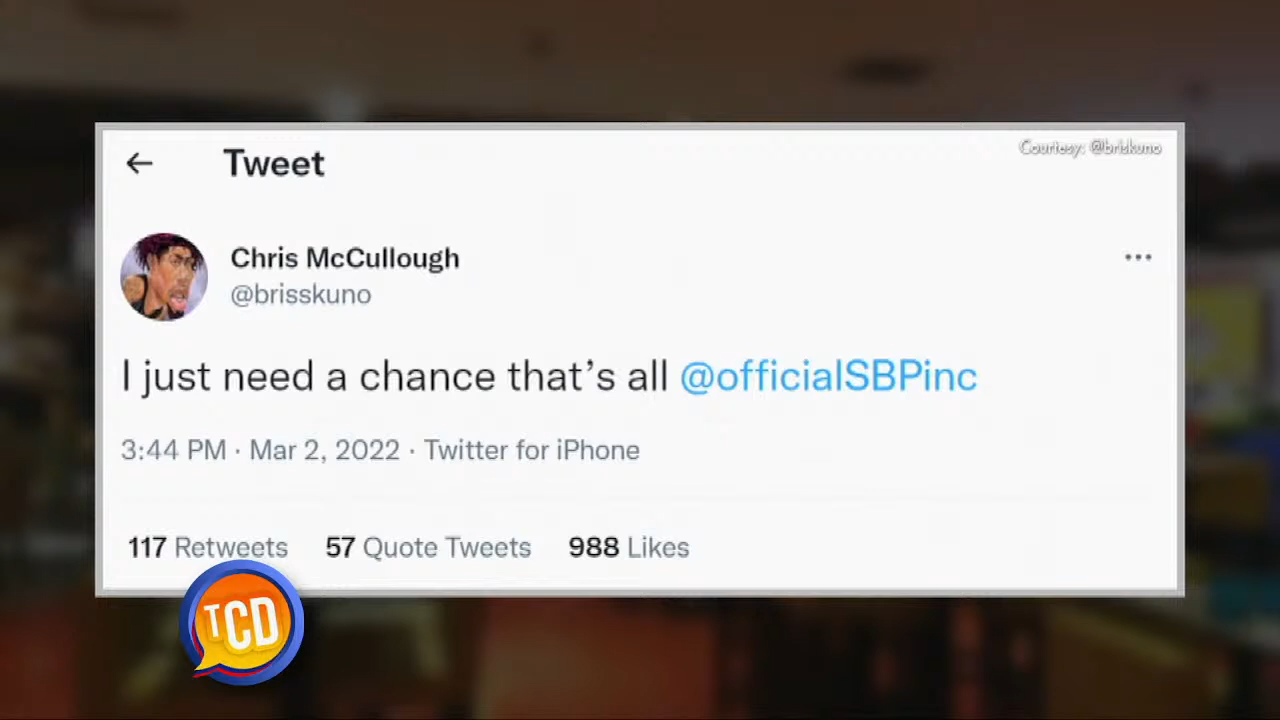 ← Tweet
Courtesy: @briskuno
Chris McCullough
@brisskuno
I just need a chance that’s all @officialSBPinc
3:44 PM · Mar 2, 2022 · Twitter for iPhone
117 Retweets 57 Quote Tweets 988 Likes
TCD